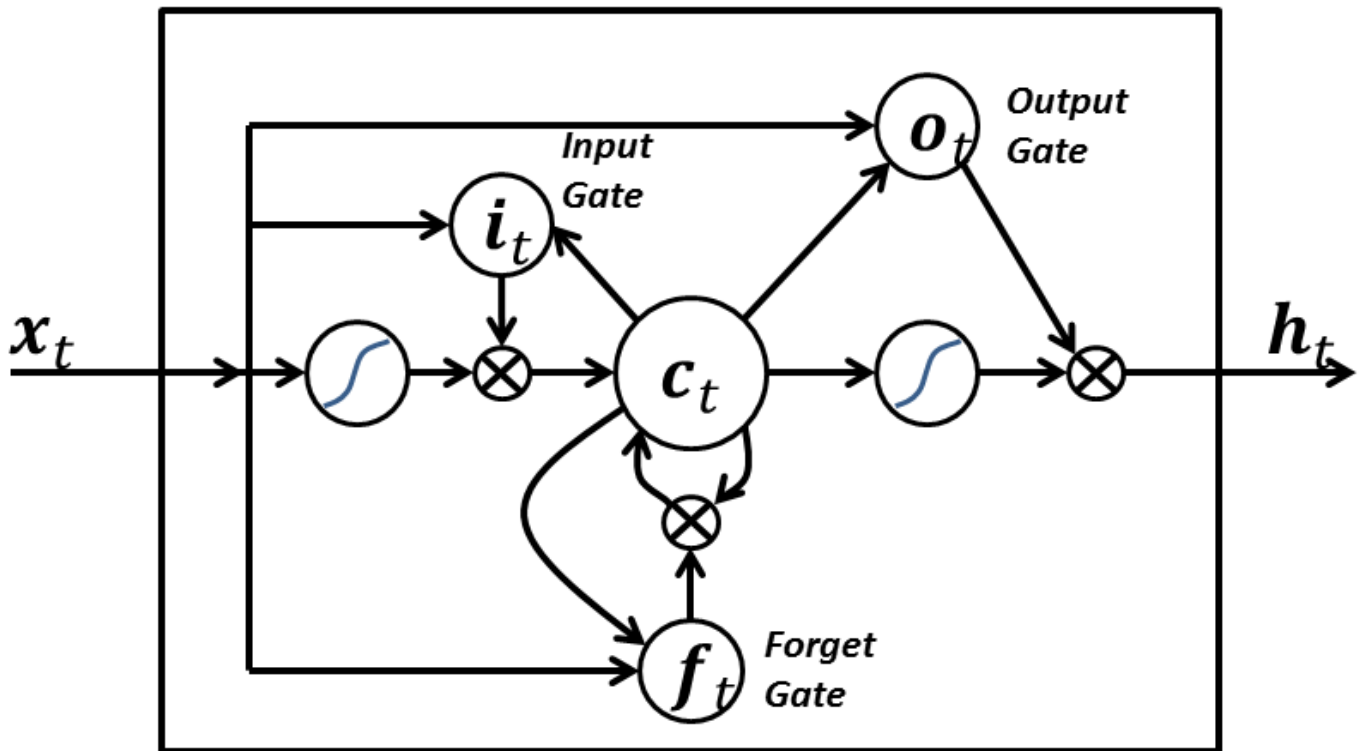 Output
Gate
o_t
Input
Gate
i_t
x_t
c_t
h_t
f_t
Forget
Gate